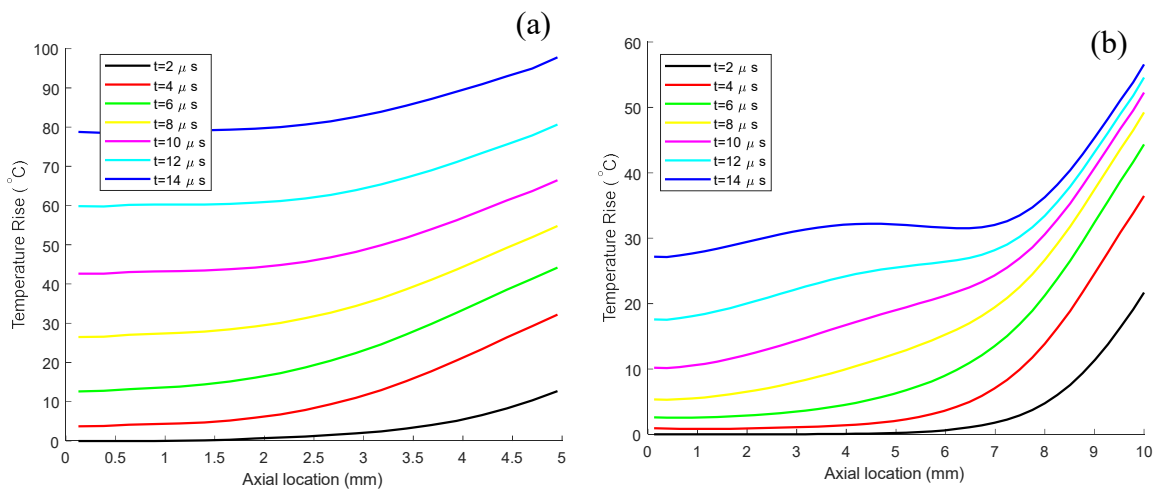 (a)
100
90
80
70
60
50
40
30
20
10
0
Temperature Rise ( °C)
t=2 μ s
t=4 μ s
t=6 μ s
t=8 μ s
t=10 μ s
t=12 μ s
t=14 μ s
0 0.5 1 1.5 2 2.5 3 3.5 4 4.5 5
Axial location (mm)
(b)
60
50
40
30
20
10
0
Temperature Rise ( °C)
t=2 μ s
t=4 μ s
t=6 μ s
t=8 μ s
t=10 μ s
t=12 μ s
t=14 μ s
0 1 2 3 4 5 6 7 8 9 10
Axial location (mm)